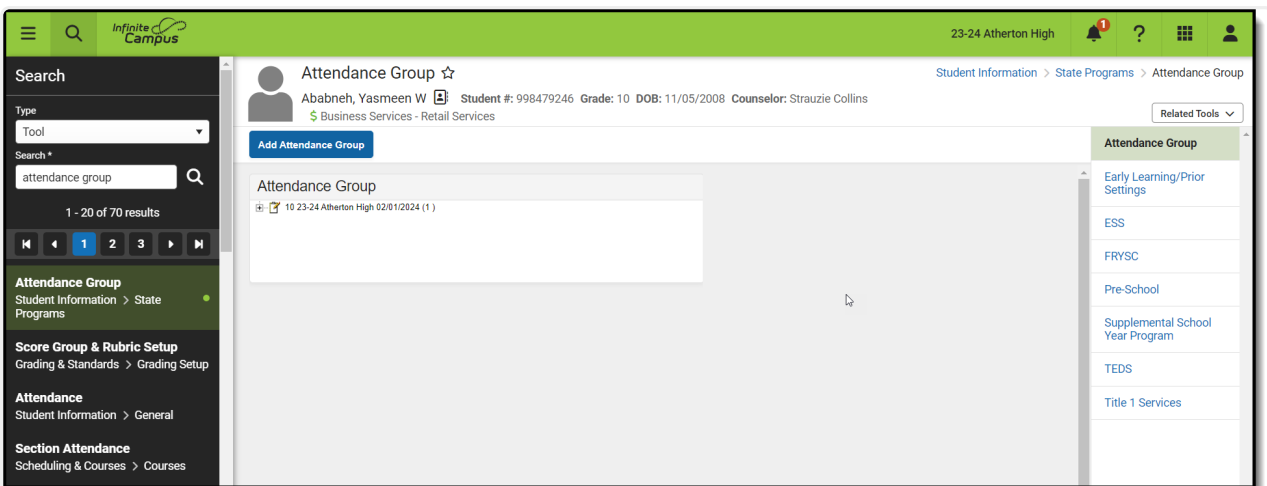 Infinite
Campus
23-24 Atherton High
1
?
Search
Type
Tool
Search *
attendance group
1 - 20 of 70 results
1 2 3
Attendance Group
Student Information > State
Programs
Score Group & Rubric Setup
Grading & Standards > Grading Setup
Attendance
Student Information > General
Section Attendance
Scheduling & Courses > Courses
Attendance Group ☆
Student Information > State Programs > Attendance Group
Ababneh, Yasmeen W Student #: 998479246 Grade: 10 DOB: 11/05/2008 Counselor: Strauzie Collins
$ Business Services - Retail Services
Related Tools
Add Attendance Group
Attendance Group
10 23-24 Atherton High 02/01/2024 (1 )
Attendance Group
Early Learning/Prior
Settings
ESS
FRYSC
Pre-School
Supplemental School
Year Program
TEDS
Title 1 Services